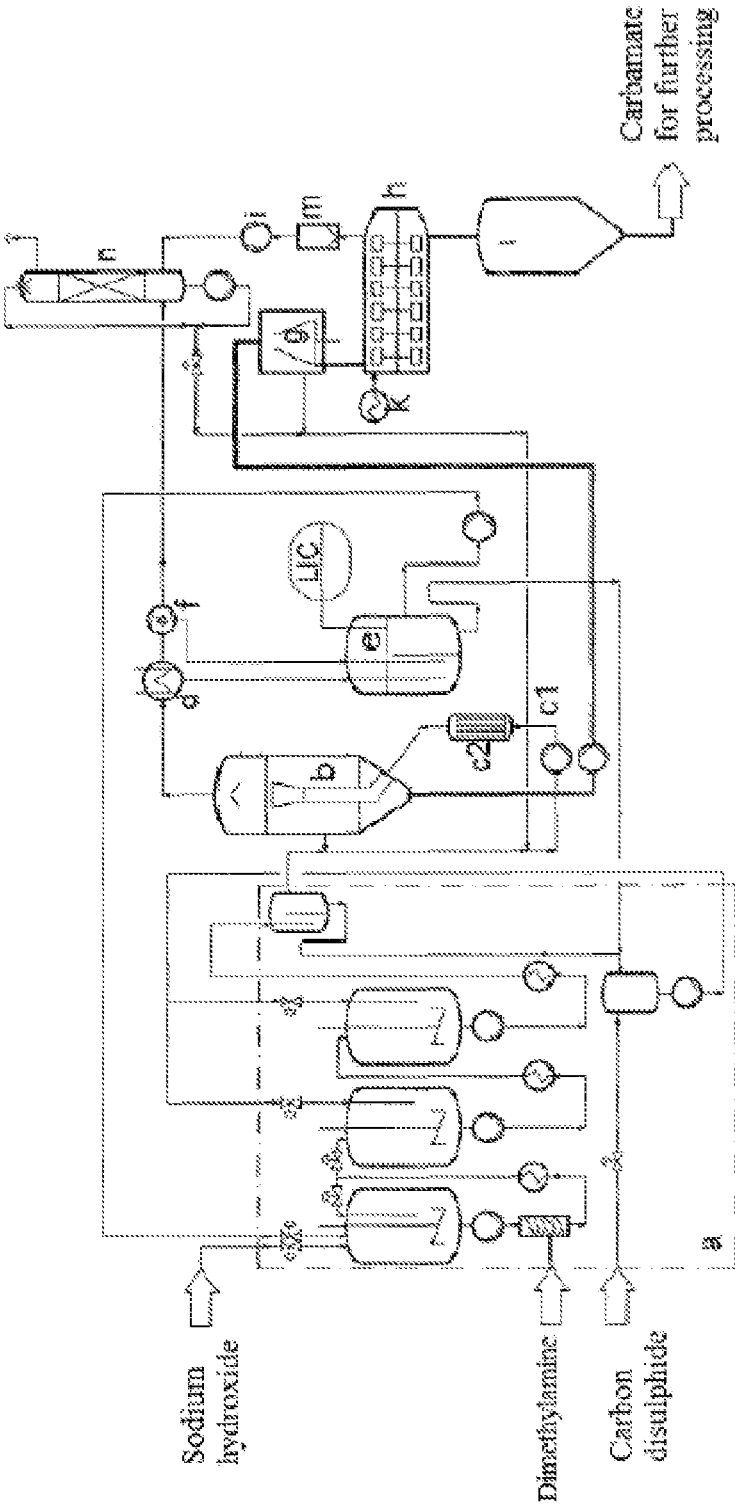 Sodium
hydroxide
Dimethylamine
Carbon
disulphide
a
b
c2
c1
d
f
LIC
e
n
g
i
m
k
h
Carbamate
for further
processing